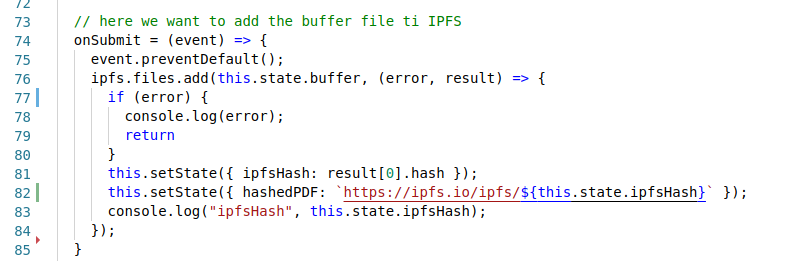 72
73 // here we want to add the buffer file ti IPFS
74 onSubmit = (event) => {
75 event.preventDefault();
76 ipfs.files.add(this.state.buffer, (error, result) => {
77 if (error) {
78 console.log(error);
79 return
80 }
81 this.setState({ ipfsHash: result[0].hash });
82 this.setState({ hashedPDF: `https://ipfs.io/ipfs/${this.state.ipfsHash}` });
83 console.log("ipfsHash", this.state.ipfsHash);
84 });
85 }